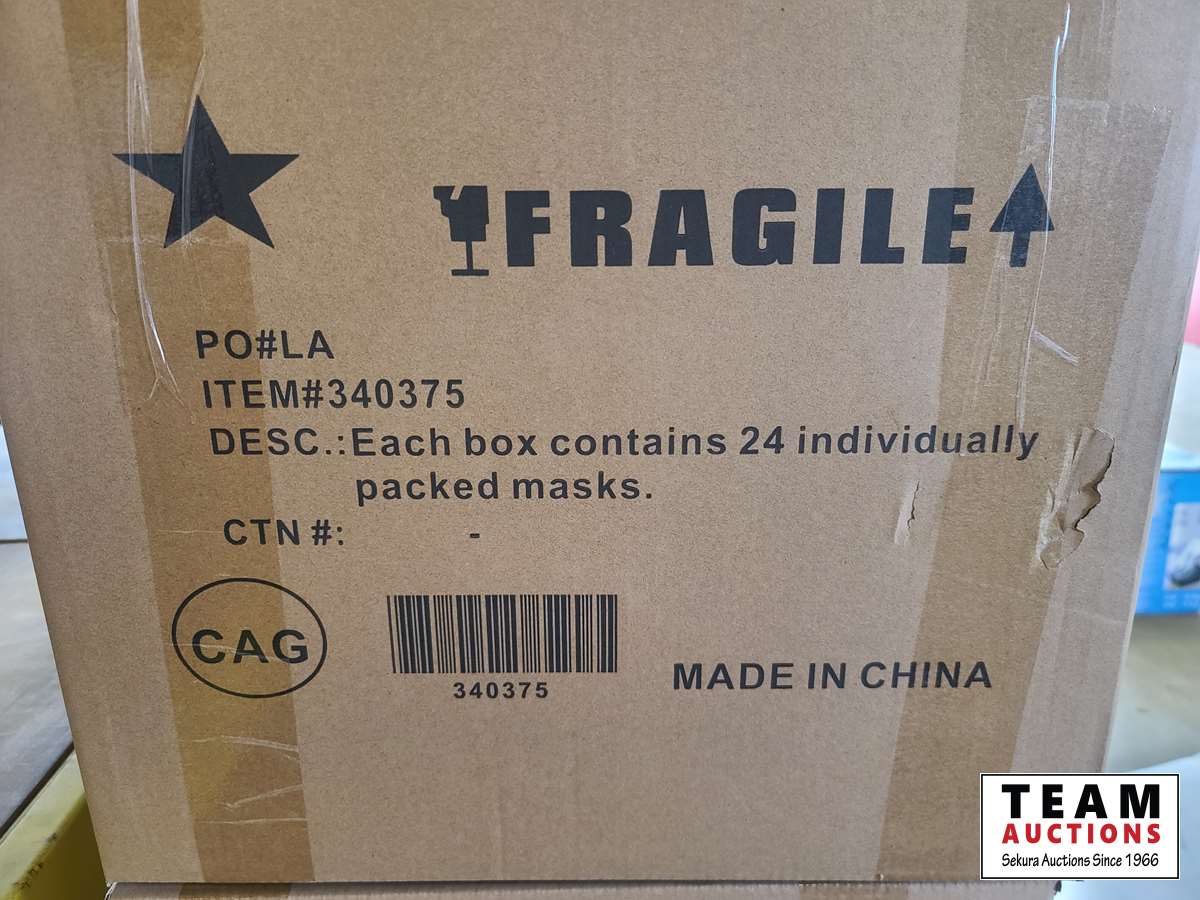 FRAGILE
PO#LA
ITEM#340375
DESC.:Each box contains 24 individually
packed masks.
CTN #: -
CAG
340375
MADE IN CHINA
TEAM
AUCTIONS
Sekura Auctions Since 1966